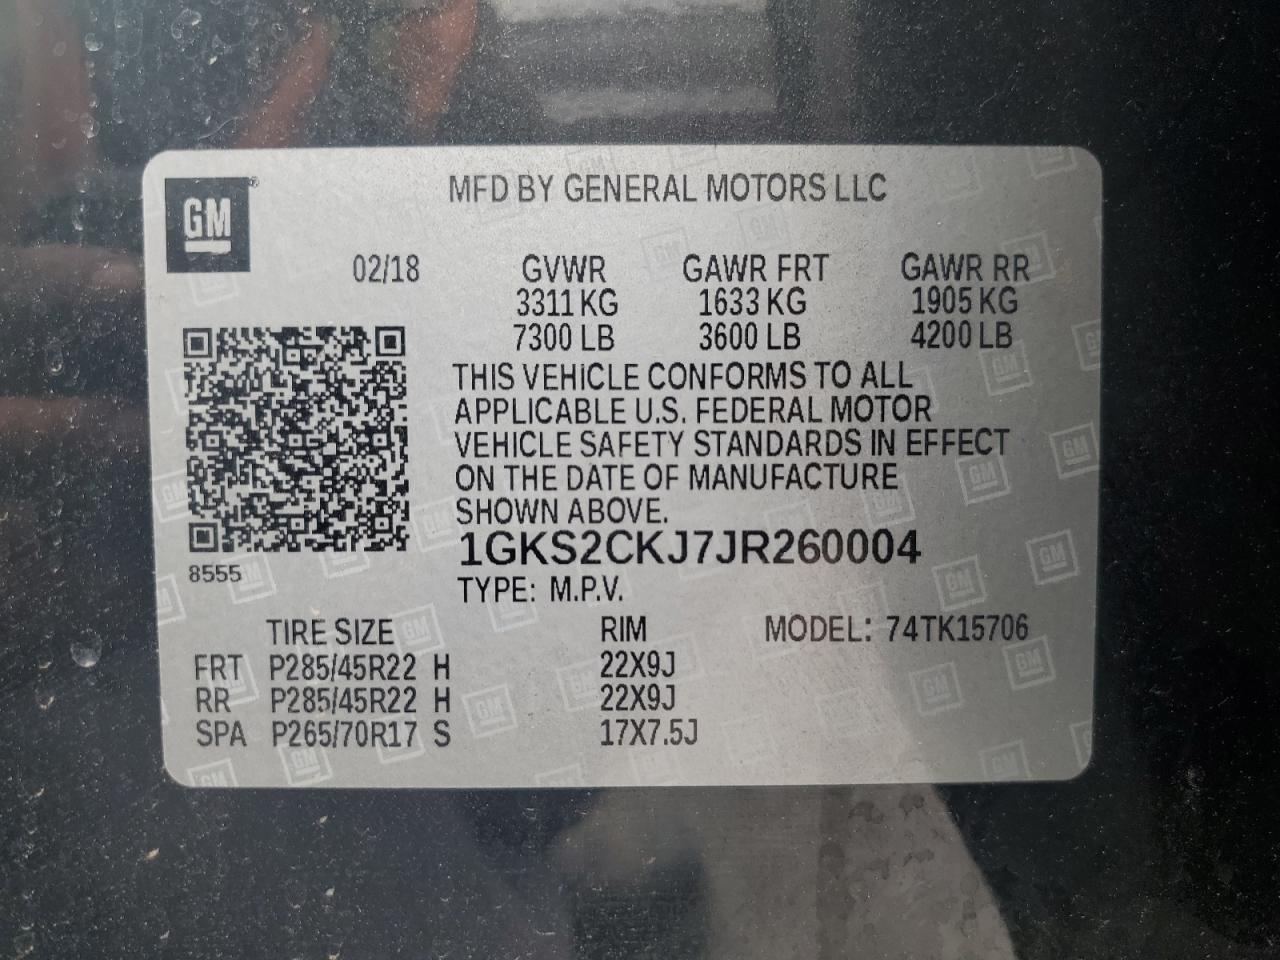 GM
MFD BY GENERAL MOTORS LLC
02/18 GVWR GAWR FRT GAWR RR
3311 KG 1633 KG 1905 KG
7300 LB 3600 LB 4200 LB
THIS VEHICLE CONFORMS TO ALL
APPLICABLE U.S. FEDERAL MOTOR
VEHICLE SAFETY STANDARDS IN EFFECT
ON THE DATE OF MANUFACTURE
SHOWN ABOVE.
1GKS2CKJ7JR260004
8555
TYPE: M.P.V.
TIRE SIZE RIM MODEL: 74TK15706
FRT P285/45R22 H 22X9J
RR P285/45R22 H 22X9J
SPA P265/70R17 S 17X7.5J